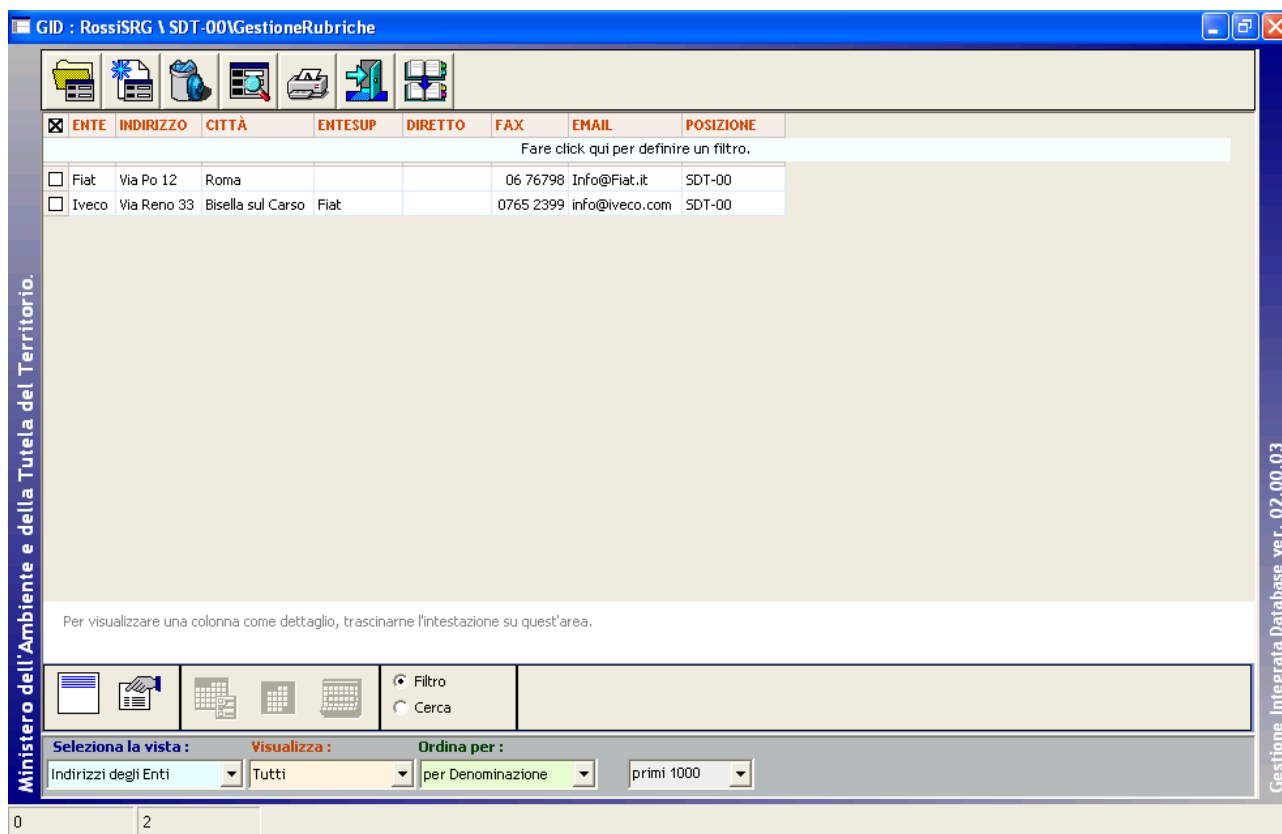 GID : RossiSRG \ SDT-00\GestioneRubriche
ENTE INDIRIZZO CITTÀ ENTESUP DIRETTO FAX EMAIL POSIZIONE
Fare click qui per definire un filtro.
Fiat Via Po 12 Roma 06 76798 Info@Fiat.it SDT-00
Iveco Via Reno 33 Bisella sul Carso Fiat 0765 2399 info@iveco.com SDT-00
Per visualizzare una colonna come dettaglio, trascinarne l'intestazione su quest'area.
Filtro
Cerca
Seleziona la vista : Visualizza : Ordina per :
Indirizzi degli Enti Tutti per Denominazione primi 1000
0 2
Ministero dell'Ambiente e della Tutela del Territorio.
Gestione Integrata Database ver. 02.00.03